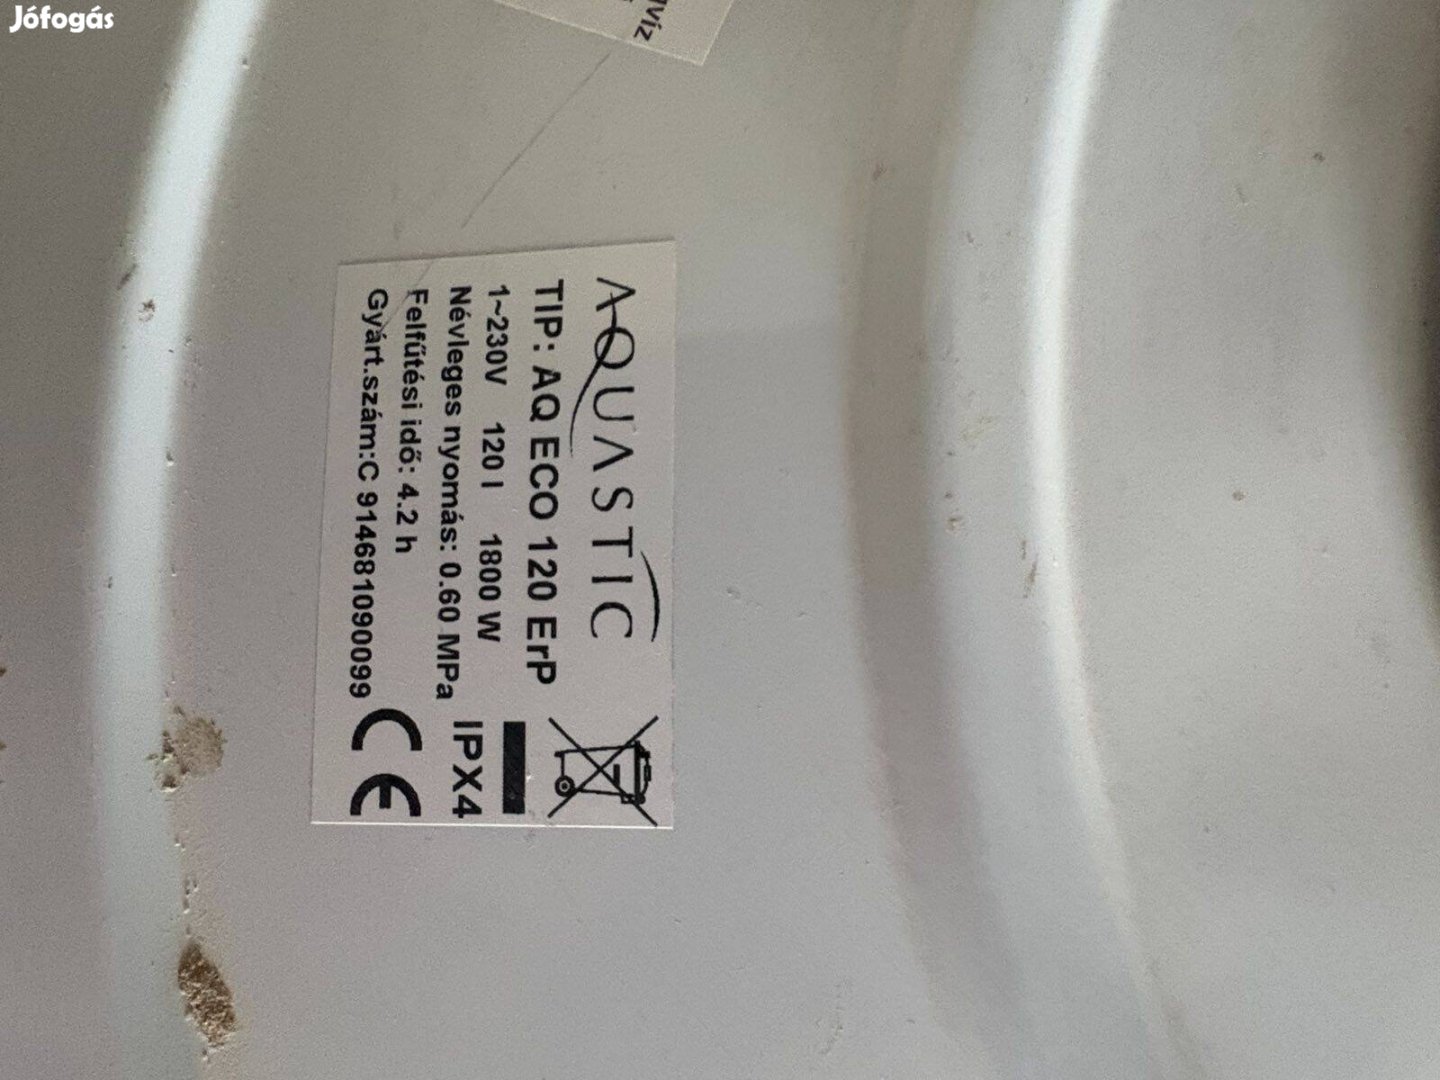 Jófogás
AQUASTIC
TIP: AQ ECO 120 ErP
1~230V 120 l 1800 W
Névleges nyomás: 0.60 MPa
IPX4
Felfűtési idő: 4.2 h
Gyárt.szám:C 914681090099
CE